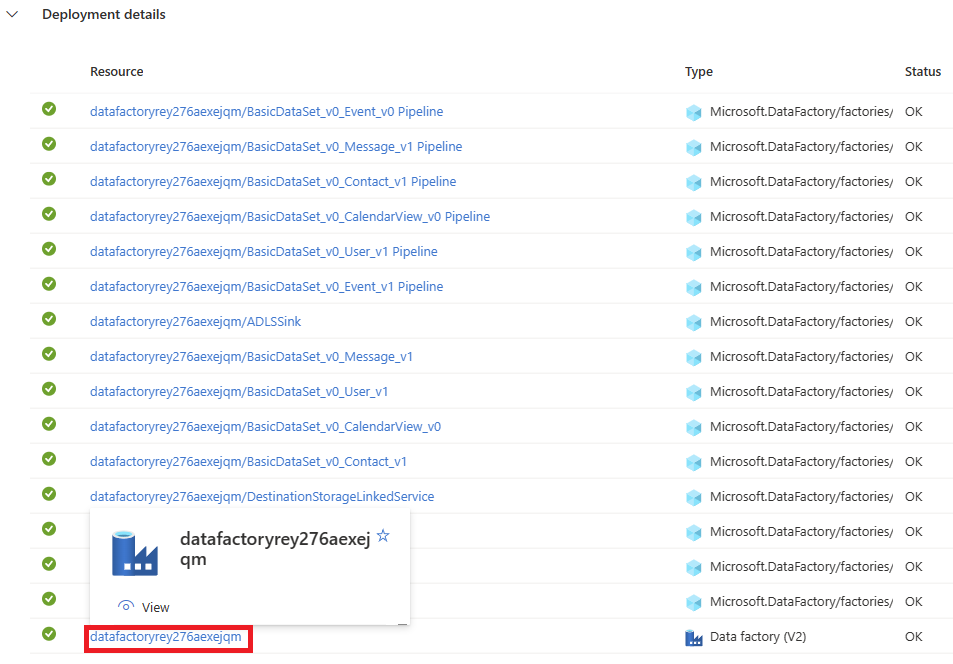 Deployment details
Resource Type Status
datafactoryrey276aexejqm/BasicDataSet_v0_Event_v0 Pipeline Microsoft.DataFactory/factories/ OK
datafactoryrey276aexejqm/BasicDataSet_v0_Message_v1 Pipeline Microsoft.DataFactory/factories/ OK
datafactoryrey276aexejqm/BasicDataSet_v0_Contact_v1 Pipeline Microsoft.DataFactory/factories/ OK
datafactoryrey276aexejqm/BasicDataSet_v0_CalendarView_v0 Pipeline Microsoft.DataFactory/factories/ OK
datafactoryrey276aexejqm/BasicDataSet_v0_User_v1 Pipeline Microsoft.DataFactory/factories/ OK
datafactoryrey276aexejqm/BasicDataSet_v0_Event_v1 Pipeline Microsoft.DataFactory/factories/ OK
datafactoryrey276aexejqm/ADLSSink Microsoft.DataFactory/factories/ OK
datafactoryrey276aexejqm/BasicDataSet_v0_Message_v1 Microsoft.DataFactory/factories/ OK
datafactoryrey276aexejqm/BasicDataSet_v0_User_v1 Microsoft.DataFactory/factories/ OK
datafactoryrey276aexejqm/BasicDataSet_v0_CalendarView_v0 Microsoft.DataFactory/factories/ OK
datafactoryrey276aexejqm/BasicDataSet_v0_Contact_v1 Microsoft.DataFactory/factories/ OK
datafactoryrey276aexejqm/DestinationStorageLinkedService Microsoft.DataFactory/factories/ OK
Microsoft.DataFactory/factories/ OK
datafactoryrey276aexej
qm
Microsoft.DataFactory/factories/ OK
View Microsoft.DataFactory/factories/ OK
datafactoryrey276aexejqm Data factory (V2) OK